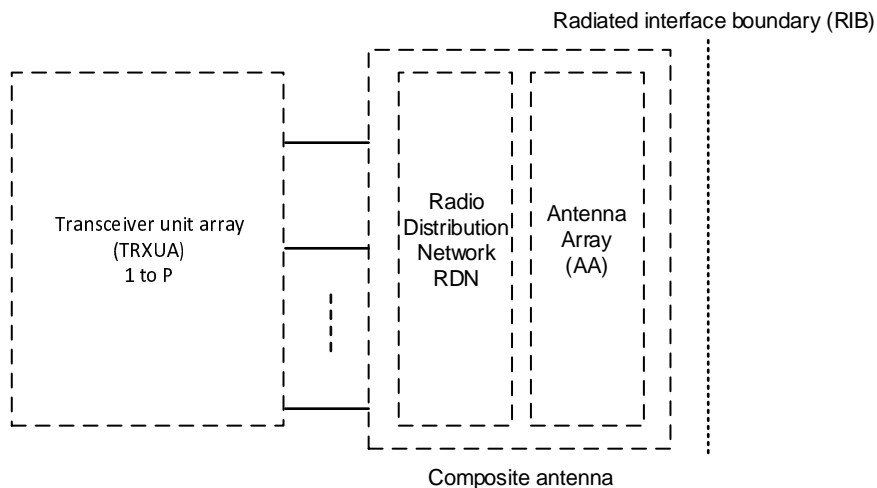 Radiated interface boundary (RIB)
Transceiver unit array
(TRXUA)
1 to P
Radio
Distribution
Network
RDN
Antenna
Array
(AA)
Composite antenna